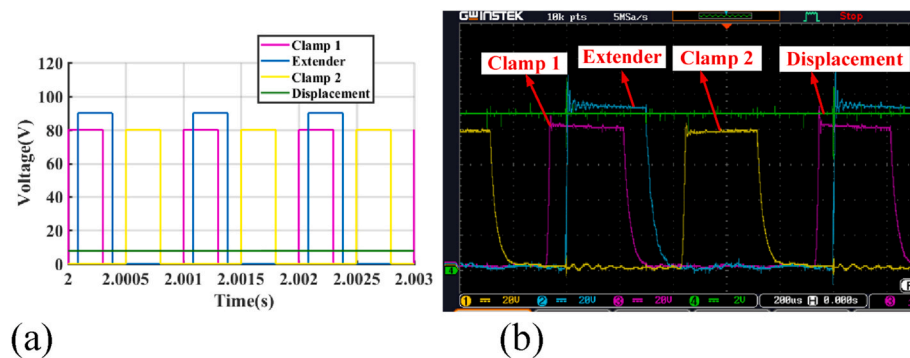 120
100
80
60
40
20
0
Voltage(V)
Clamp 1
Extender
Clamp 2
Displacement
2 2.0005 2.001 2.0015 2.002 2.0025 2.003
Time(s)
(a)
GWINSTEK 10k pts 5MSa/s Stop
Clamp 1 Extender Clamp 2 Displacement
4
1 20V 2 20V 3 20V 4 2V 200us H 0.000s 3
(b)